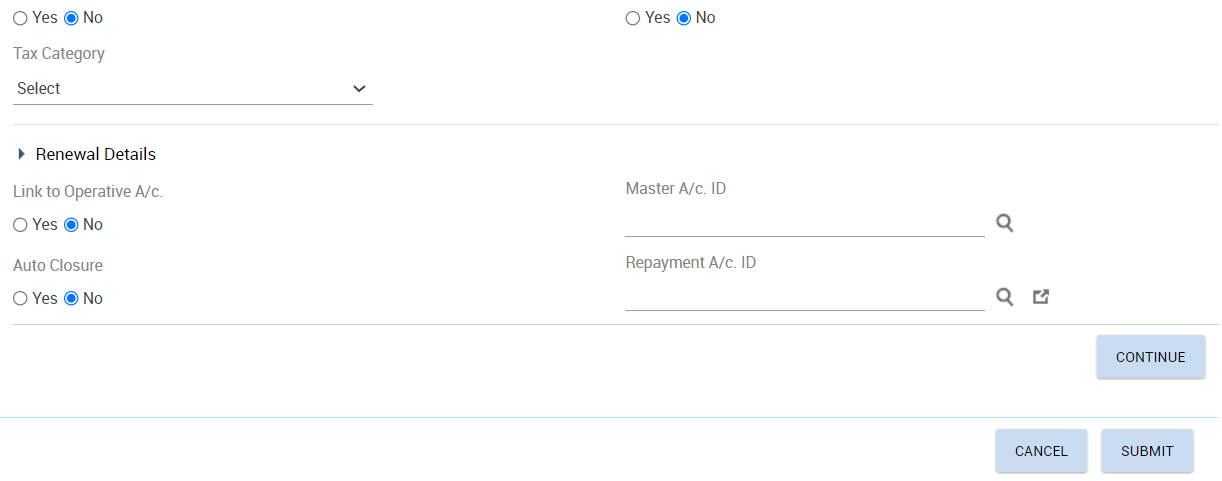 Yes No Yes No
Tax Category
Select
Renewal Details
Link to Operative A/c. Master A/c. ID
Yes No
Auto Closure Repayment A/c. ID
Yes No
CONTINUE
CANCEL SUBMIT